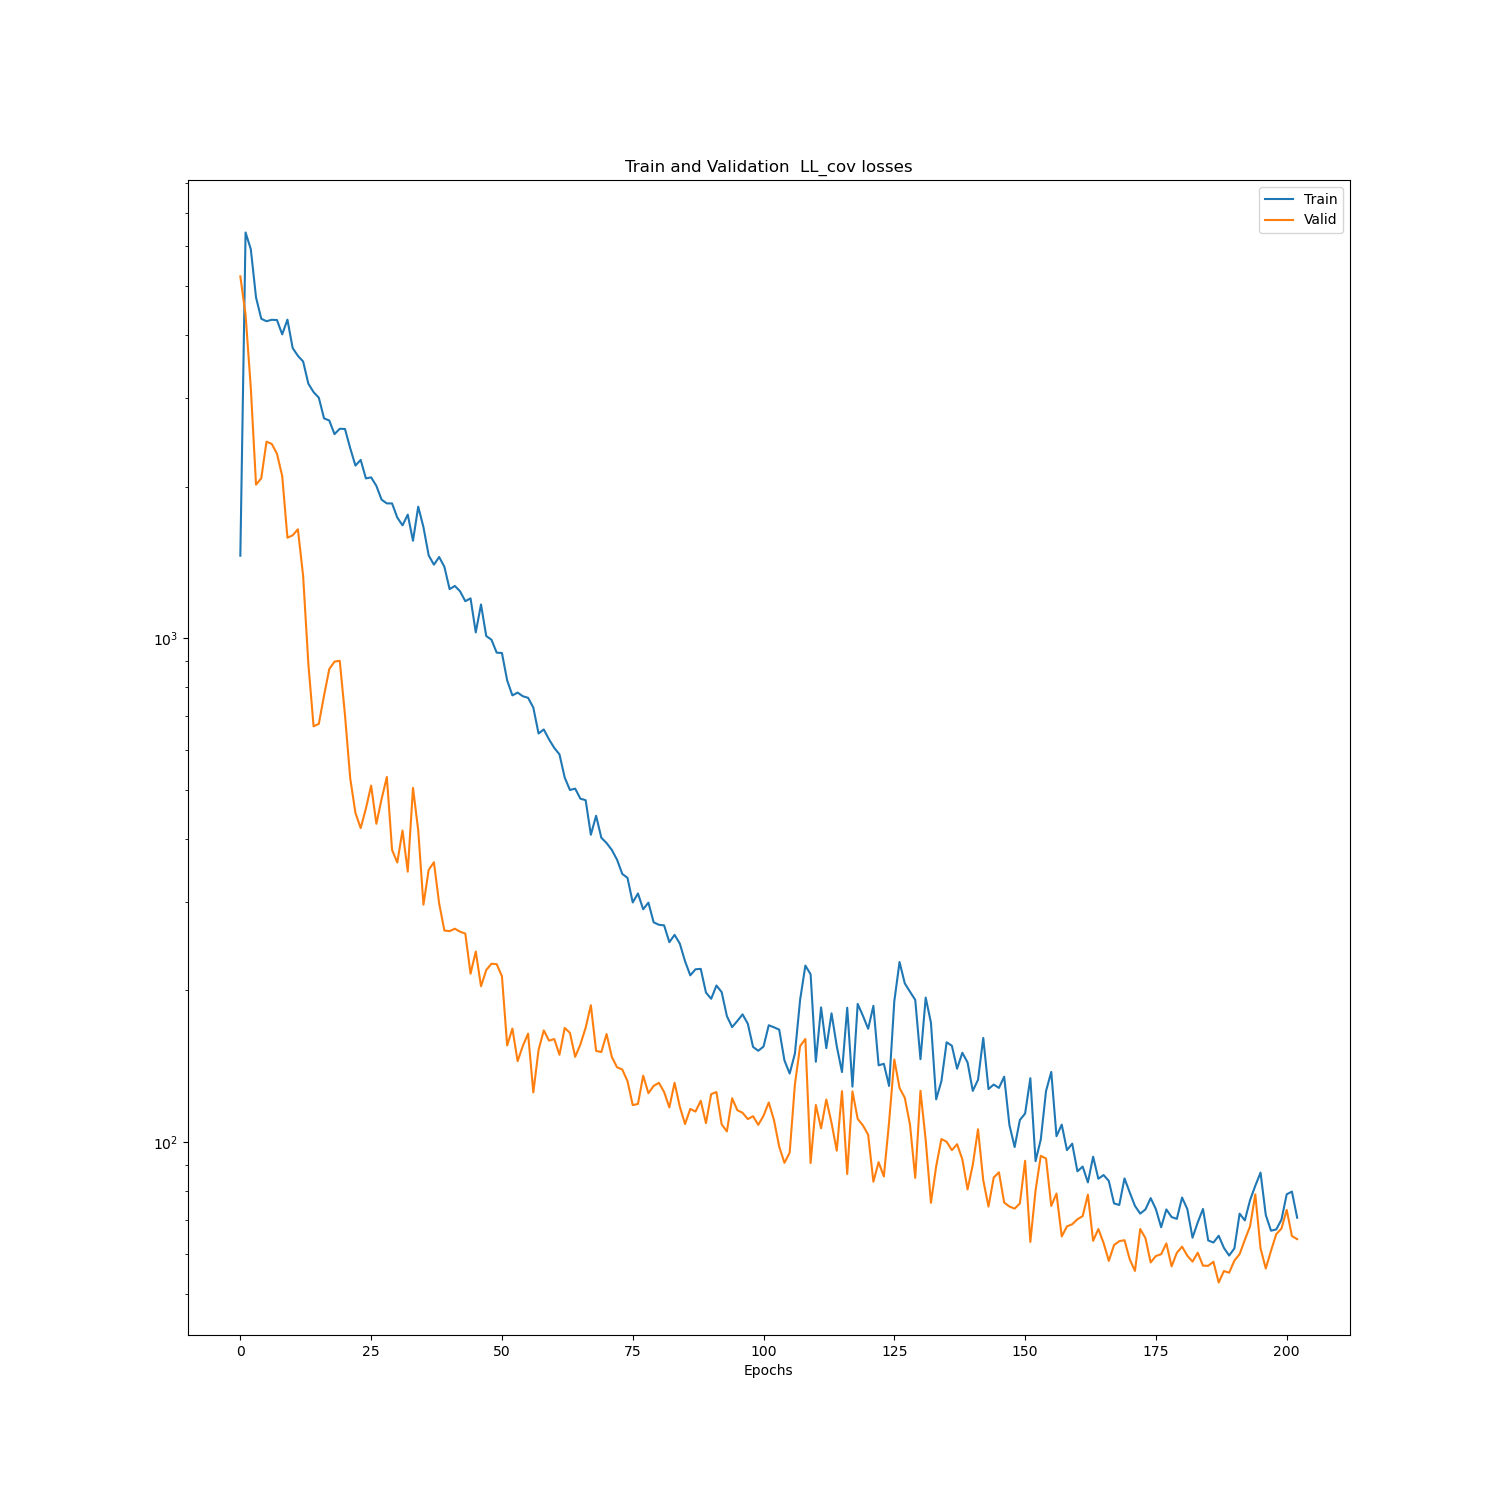 Train and Validation  LL_cov losses
Train
Valid
10³
10²
0 25 50 75 100 125 150 175 200
Epochs